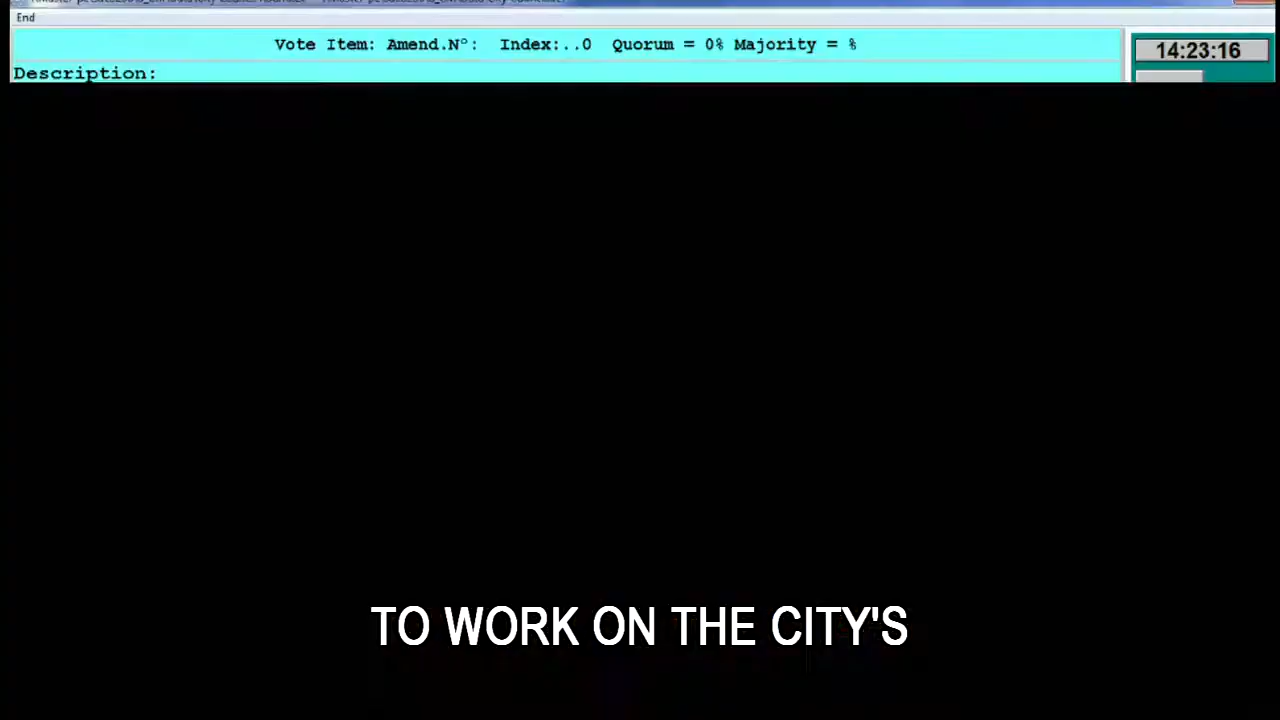 End
Vote Item: Amend.N°: Index:..0 Quorum = 0% Majority = %
14:23:16
Description:
TO WORK ON THE CITY'S